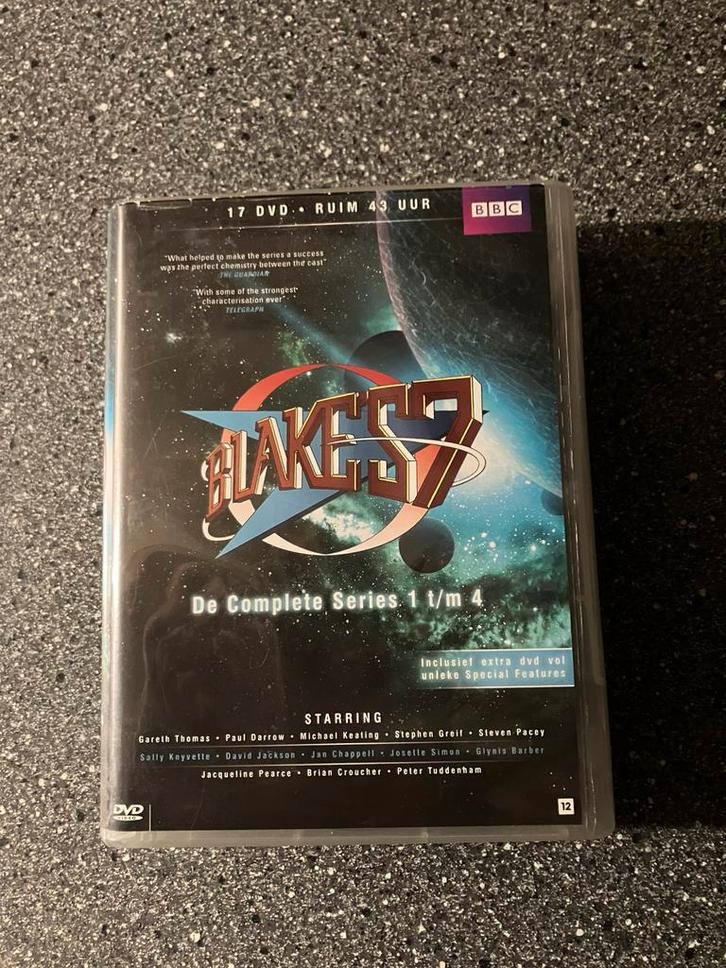 17 DVD • RUIM 43 UUR
BBC
"What helped to make the series a success
was the perfect chemistry between the cast"
THE GUARDIAN
"With some of the strongest
characterisation ever"
TELEGRAPH
BLAKE'S 7
De Complete Series 1 t/m 4
Inclusief extra dvd vol
unieke Special Features
STARRING
Gareth Thomas • Paul Darrow • Michael Keating • Stephen Greif • Steven Pacey
Sally Knyvette • David Jackson • Jan Chappell • Josette Simon • Glynis Barber
Jacqueline Pearce • Brian Croucher • Peter Tuddenham
DVD
VIDEO
12